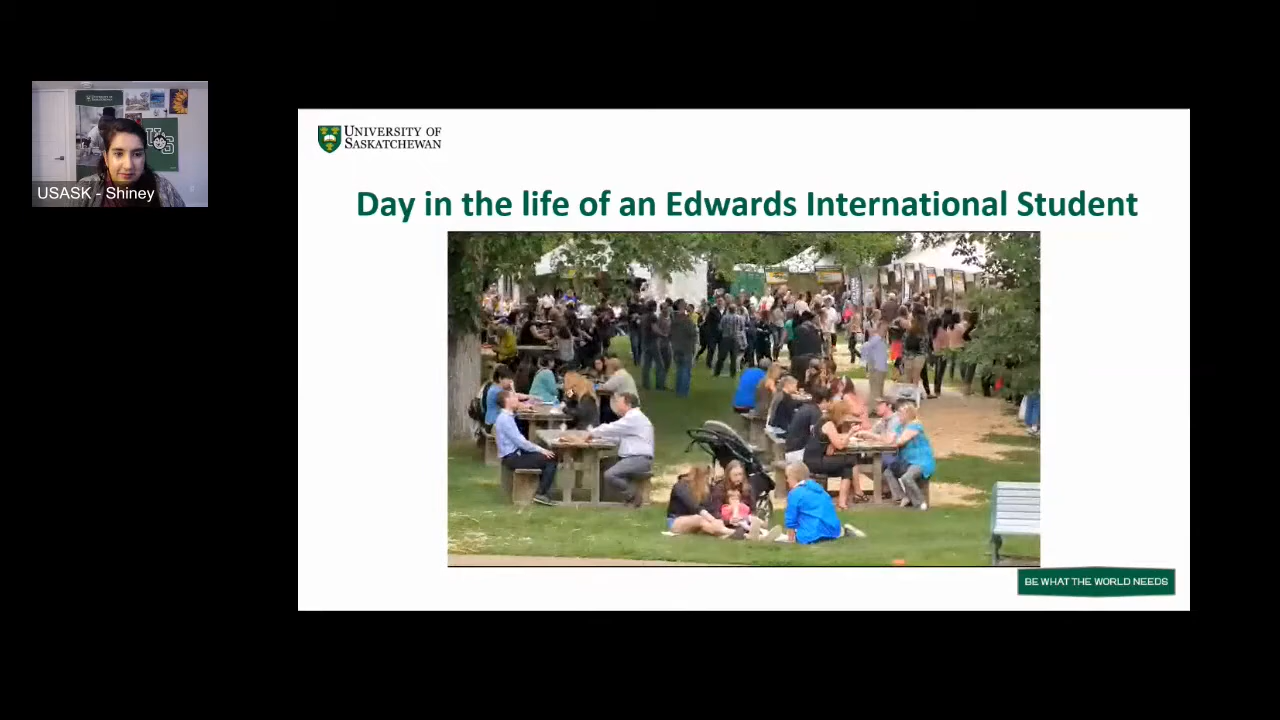 UNIVERSITY OF
SASKATCHEWAN
Day in the life of an Edwards International Student
USASK - Shiney
BE WHAT THE WORLD NEEDS